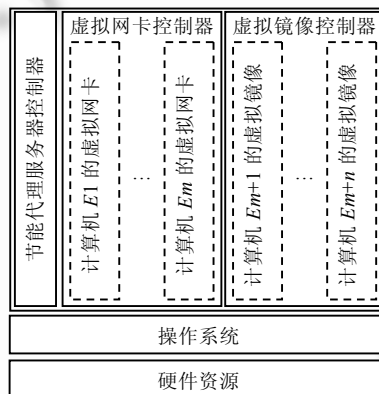 节能代理服务器控制器
虚拟网卡控制器
计算机 E1 的虚拟网卡
…
计算机 Em 的虚拟网卡
虚拟镜像控制器
计算机 Em+1 的虚拟镜像
…
计算机 Em+n 的虚拟镜像
操作系统
硬件资源